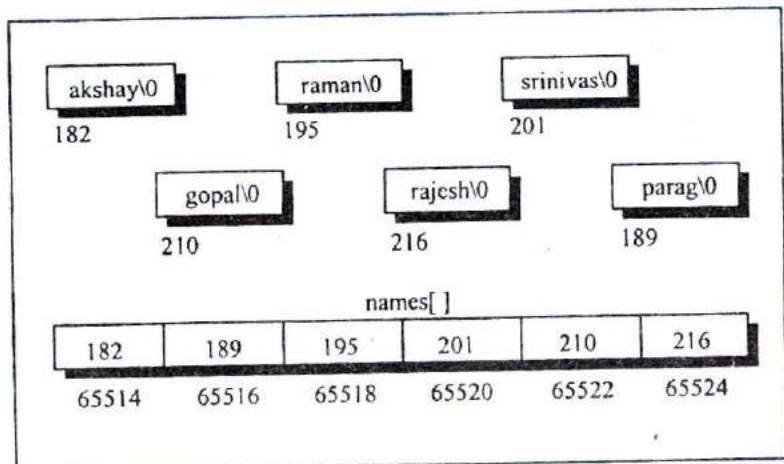 akshay\0 raman\0 srinivas\0
182 195 201
gopal\0 rajesh\0 parag\0
210 216 189
names[ ]
182 189 195 201 210 216
65514 65516 65518 65520 65522 65524